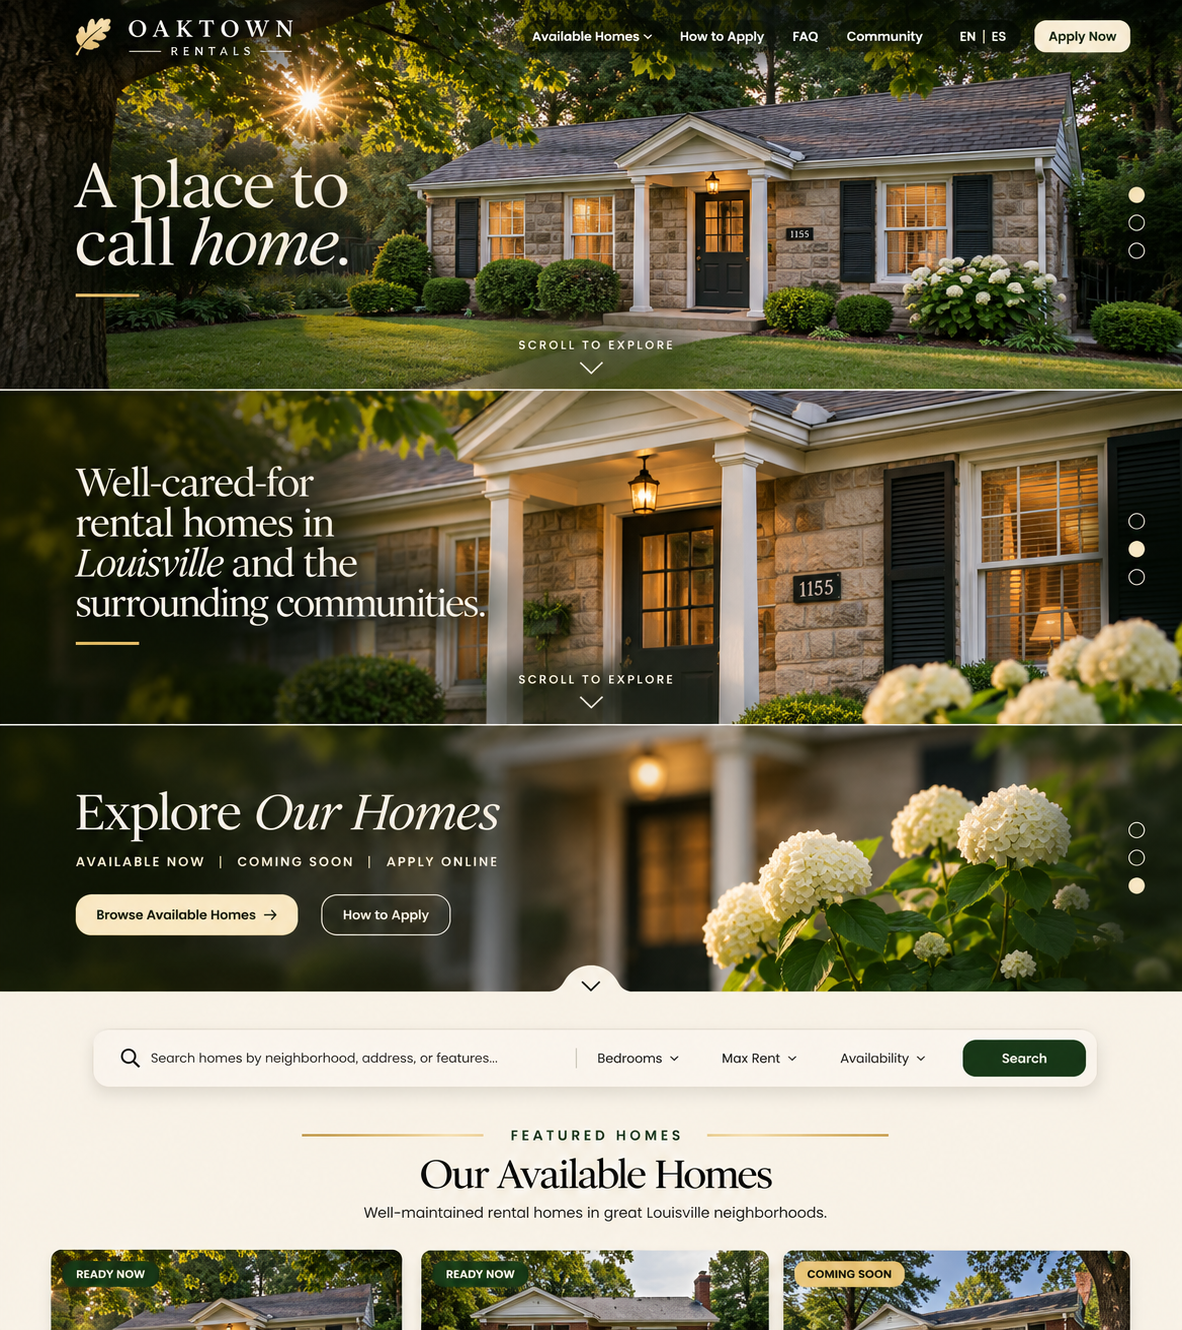 OAKTOWN
RENTALS
Available Homes
How to Apply
FAQ
Community
EN | ES
Apply Now
A place to
call home.
1155
SCROLL TO EXPLORE
Well-cared-for
rental homes in
Louisville and the
surrounding communities.
1155
SCROLL TO EXPLORE
Explore Our Homes
AVAILABLE NOW | COMING SOON | APPLY ONLINE
Browse Available Homes →
How to Apply
Search homes by neighborhood, address, or features...
Bedrooms
Max Rent
Availability
Search
FEATURED HOMES
Our Available Homes
Well-maintained rental homes in great Louisville neighborhoods.
READY NOW
READY NOW
COMING SOON